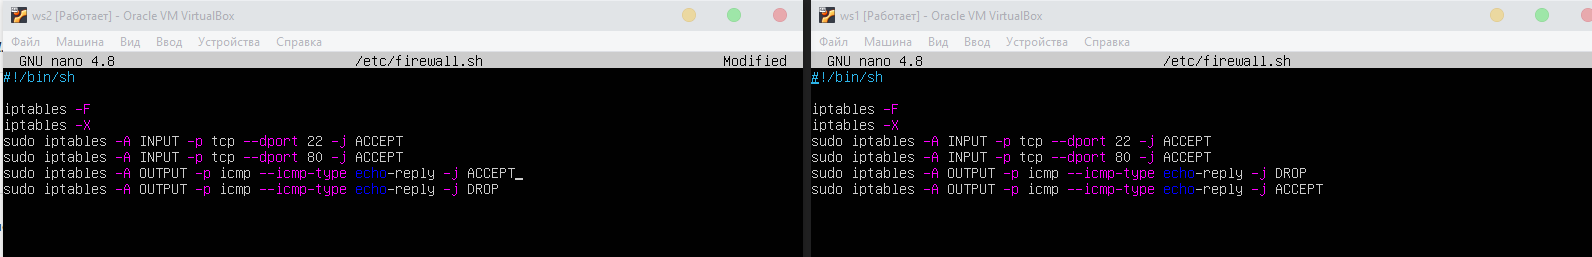 ws2 [Работает] - Oracle VM VirtualBox
Файл Машина Вид Ввод Устройства Справка
GNU nano 4.8 /etc/firewall.sh Modified
#!/bin/sh
iptables -F
iptables -X
sudo iptables -A INPUT -p tcp --dport 22 -j ACCEPT
sudo iptables -A INPUT -p tcp --dport 80 -j ACCEPT
sudo iptables -A OUTPUT -p icmp --icmp-type echo-reply -j ACCEPT_
sudo iptables -A OUTPUT -p icmp --icmp-type echo-reply -j DROP
ws1 [Работает] - Oracle VM VirtualBox
Файл Машина Вид Ввод Устройства Справка
GNU nano 4.8 /etc/firewall.sh
#!/bin/sh
iptables -F
iptables -X
sudo iptables -A INPUT -p tcp --dport 22 -j ACCEPT
sudo iptables -A INPUT -p tcp --dport 80 -j ACCEPT
sudo iptables -A OUTPUT -p icmp --icmp-type echo-reply -j DROP
sudo iptables -A OUTPUT -p icmp --icmp-type echo-reply -j ACCEPT